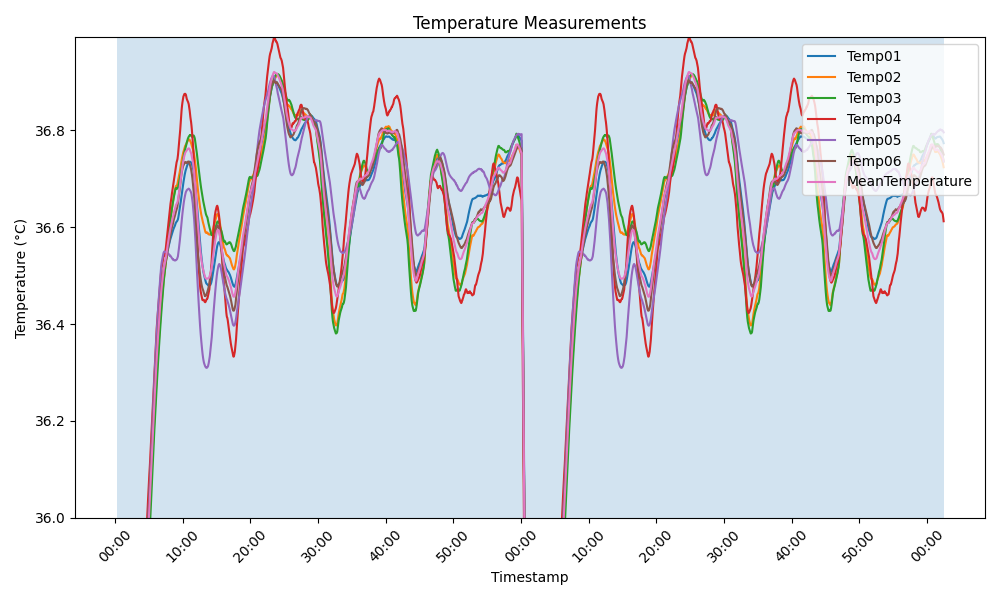 Temperature Measurements
Temperature (°C)
36.8
36.6
36.4
36.2
36.0
Temp01
Temp02
Temp03
Temp04
Temp05
Temp06
MeanTemperature
00:00
10:00
20:00
30:00
40:00
50:00
00:00
10:00
20:00
30:00
40:00
50:00
00:00
Timestamp